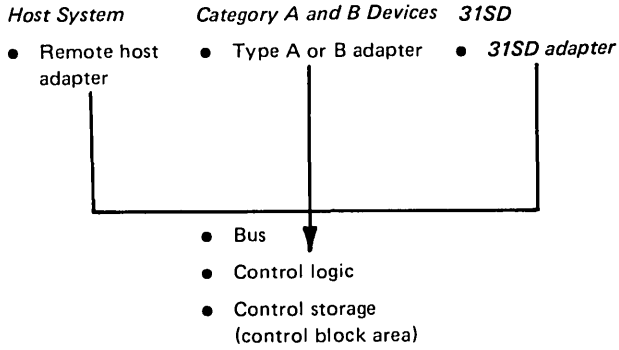 Host System Category A and B Devices 31SD
● Remote host adapter ● Type A or B adapter ● 31SD adapter
● Bus
● Control logic
● Control storage
(control block area)